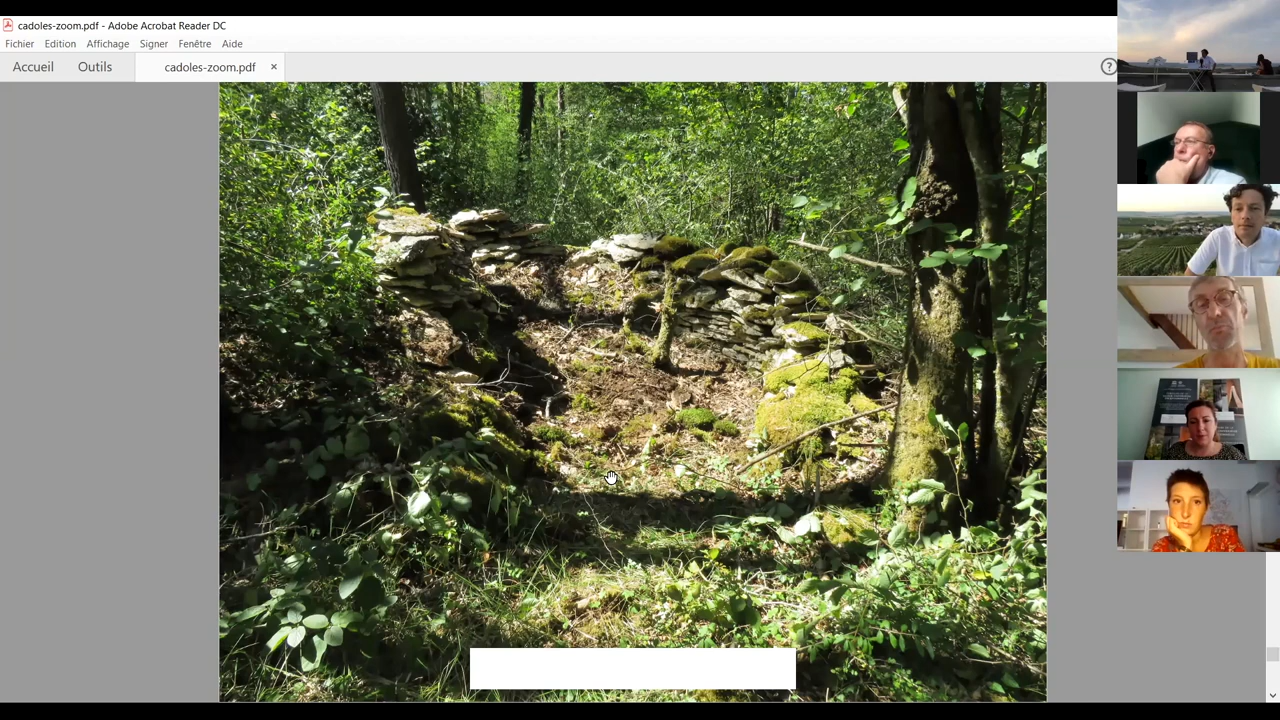 cadoles-zoom.pdf - Adobe Acrobat Reader DC
Fichier Edition Affichage Signer Fenêtre Aide
Accueil Outils cadoles-zoom.pdf × ?